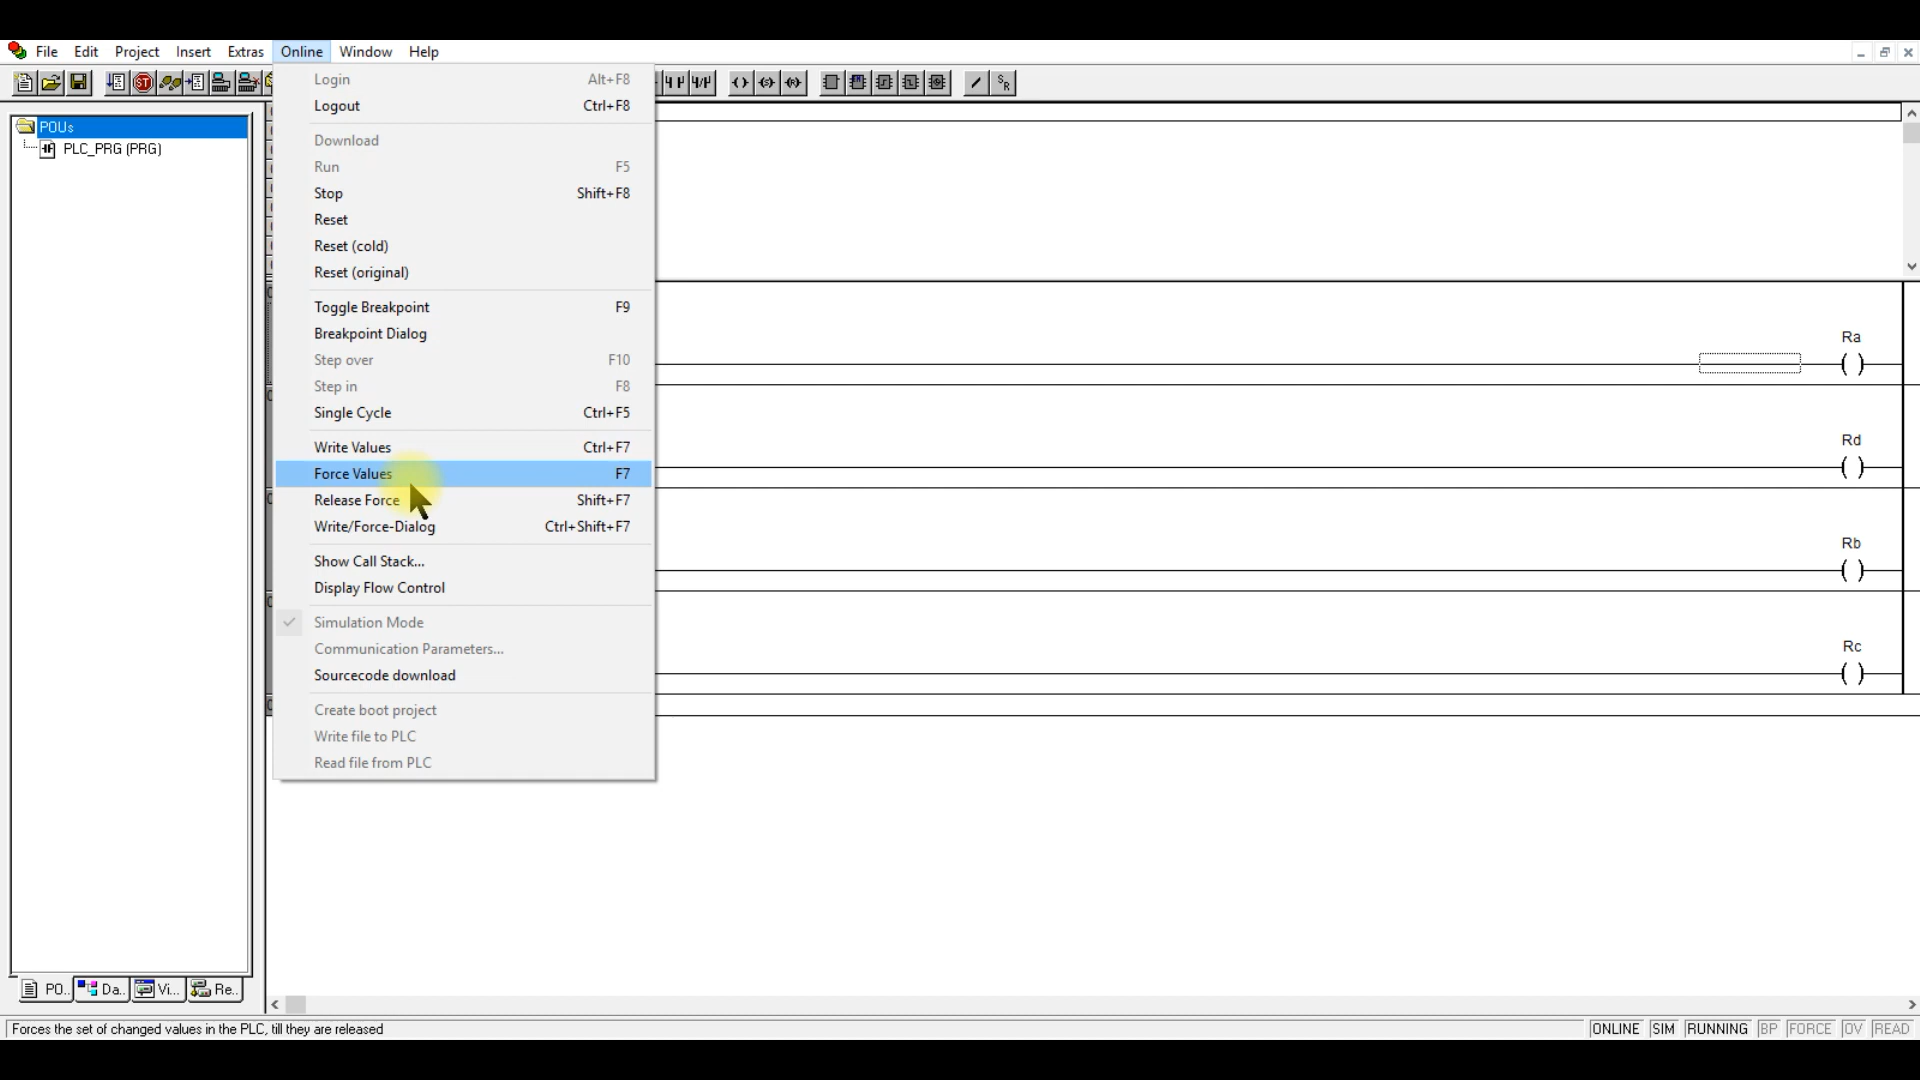 File Edit Project Insert Extras Online Window Help
POUs
PLC_PRG (PRG)
Login Alt+F8
Logout Ctrl+F8
Download
Run F5
Stop Shift+F8
Reset
Reset (cold)
Reset (original)
Toggle Breakpoint F9
Breakpoint Dialog
Step over F10
Step in F8
Single Cycle Ctrl+F5
Write Values Ctrl+F7
Force Values F7
Release Force Shift+F7
Write/Force-Dialog Ctrl+Shift+F7
Show Call Stack...
Display Flow Control
Simulation Mode
Communication Parameters...
Sourcecode download
Create boot project
Write file to PLC
Read file from PLC
Ra
Rd
Rb
Rc
PO.. Da.. Vi... Re..
Forces the set of changed values in the PLC, till they are released
ONLINE SIM RUNNING BP FORCE OV READ